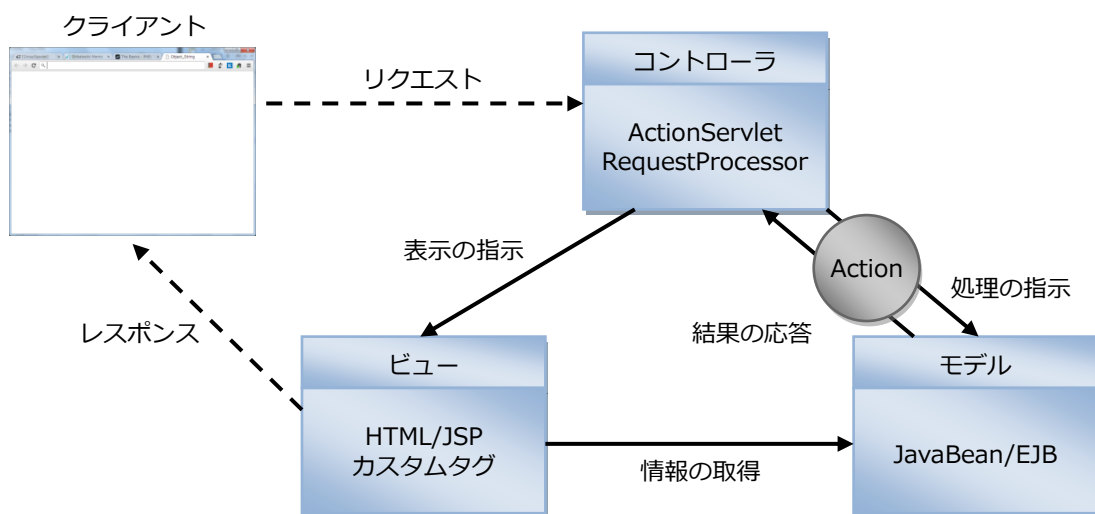 クライアント
リクエスト
コントローラ
ActionServlet
RequestProcessor
表示の指示
Action
処理の指示
レスポンス
結果の応答
ビュー
モデル
HTML/JSP
カスタムタグ
JavaBean/EJB
情報の取得